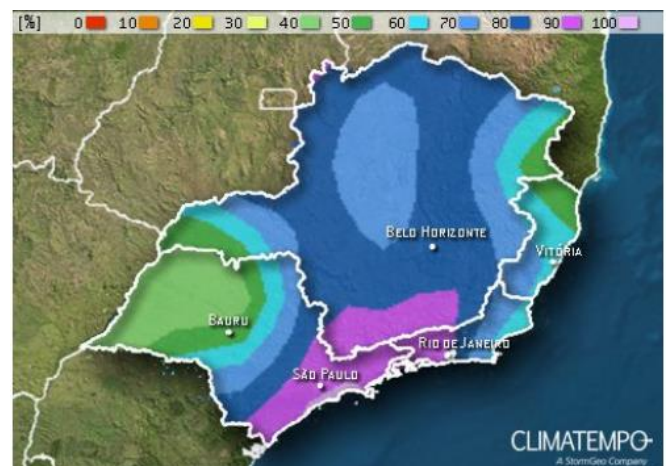 [%] 0 10 20 30 40 50 60 70 80 90 100
BELO HORIZONTE
VITÓRIA
BAURU
RIO DE JANEIRO
SÃO PAULO
CLIMATEMPO
A StormGeo Company